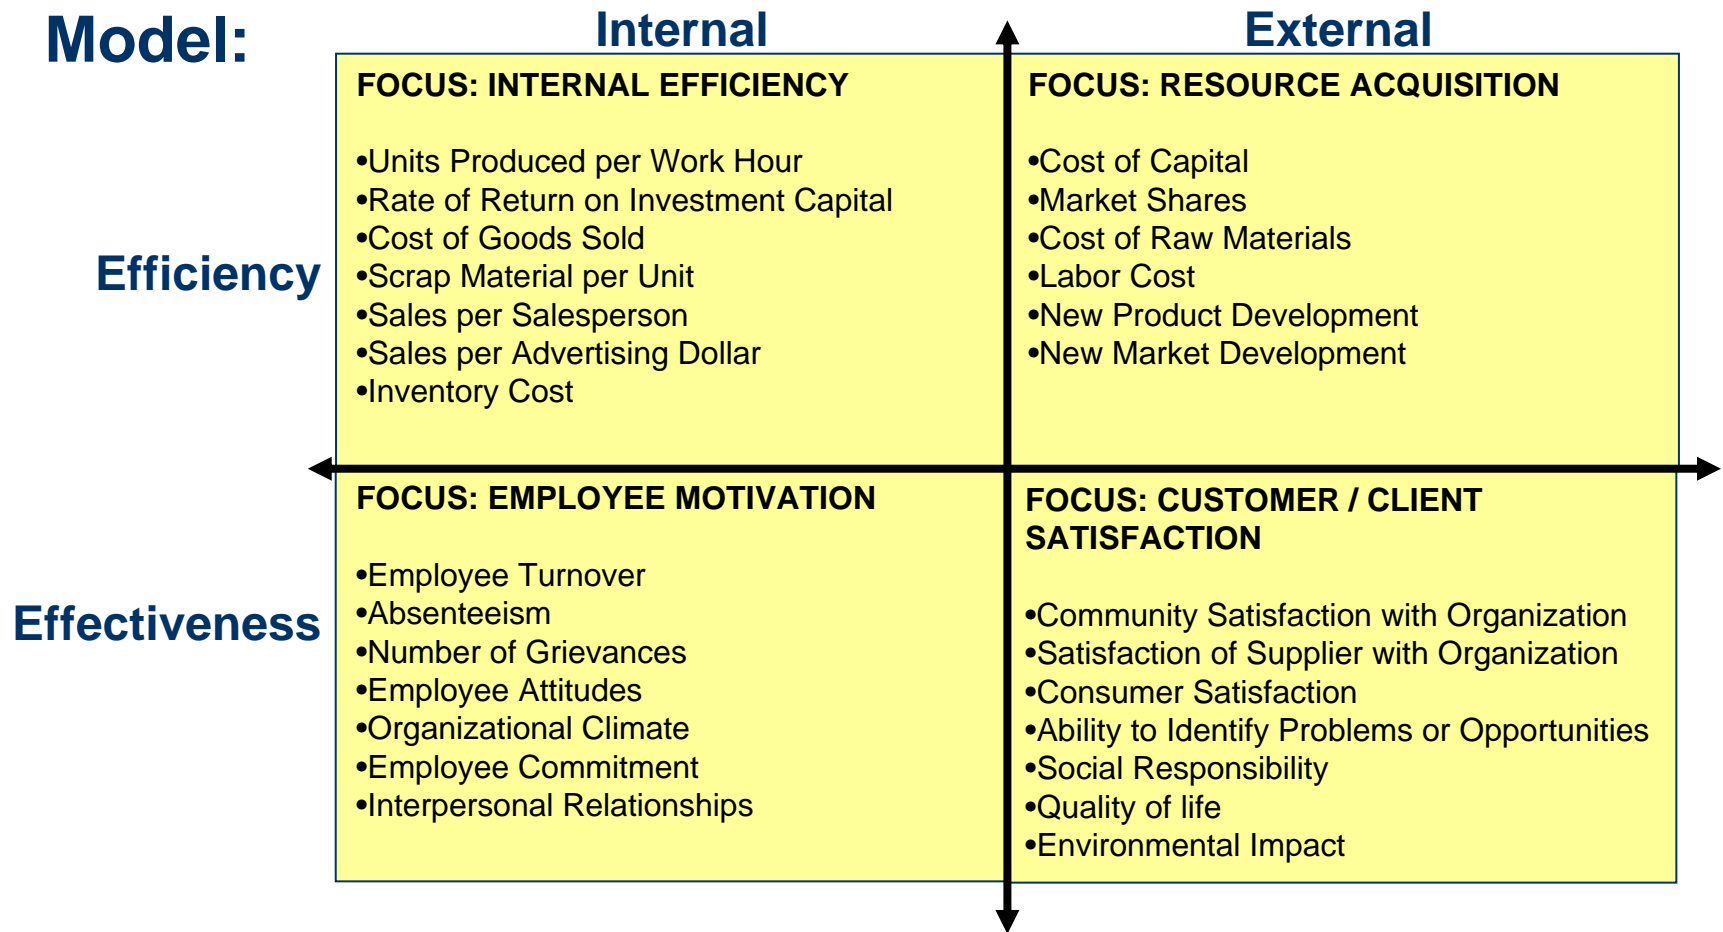 Model:
Internal
External
FOCUS: INTERNAL EFFICIENCY
•Units Produced per Work Hour
•Rate of Return on Investment Capital
•Cost of Goods Sold
•Scrap Material per Unit
•Sales per Salesperson
•Sales per Advertising Dollar
•Inventory Cost
FOCUS: RESOURCE ACQUISITION
•Cost of Capital
•Market Shares
•Cost of Raw Materials
•Labor Cost
•New Product Development
•New Market Development
Efficiency
FOCUS: EMPLOYEE MOTIVATION
•Employee Turnover
•Absenteeism
•Number of Grievances
•Employee Attitudes
•Organizational Climate
•Employee Commitment
•Interpersonal Relationships
FOCUS: CUSTOMER / CLIENT
SATISFACTION
•Community Satisfaction with Organization
•Satisfaction of Supplier with Organization
•Consumer Satisfaction
•Ability to Identify Problems or Opportunities
•Social Responsibility
•Quality of life
•Environmental Impact
Effectiveness